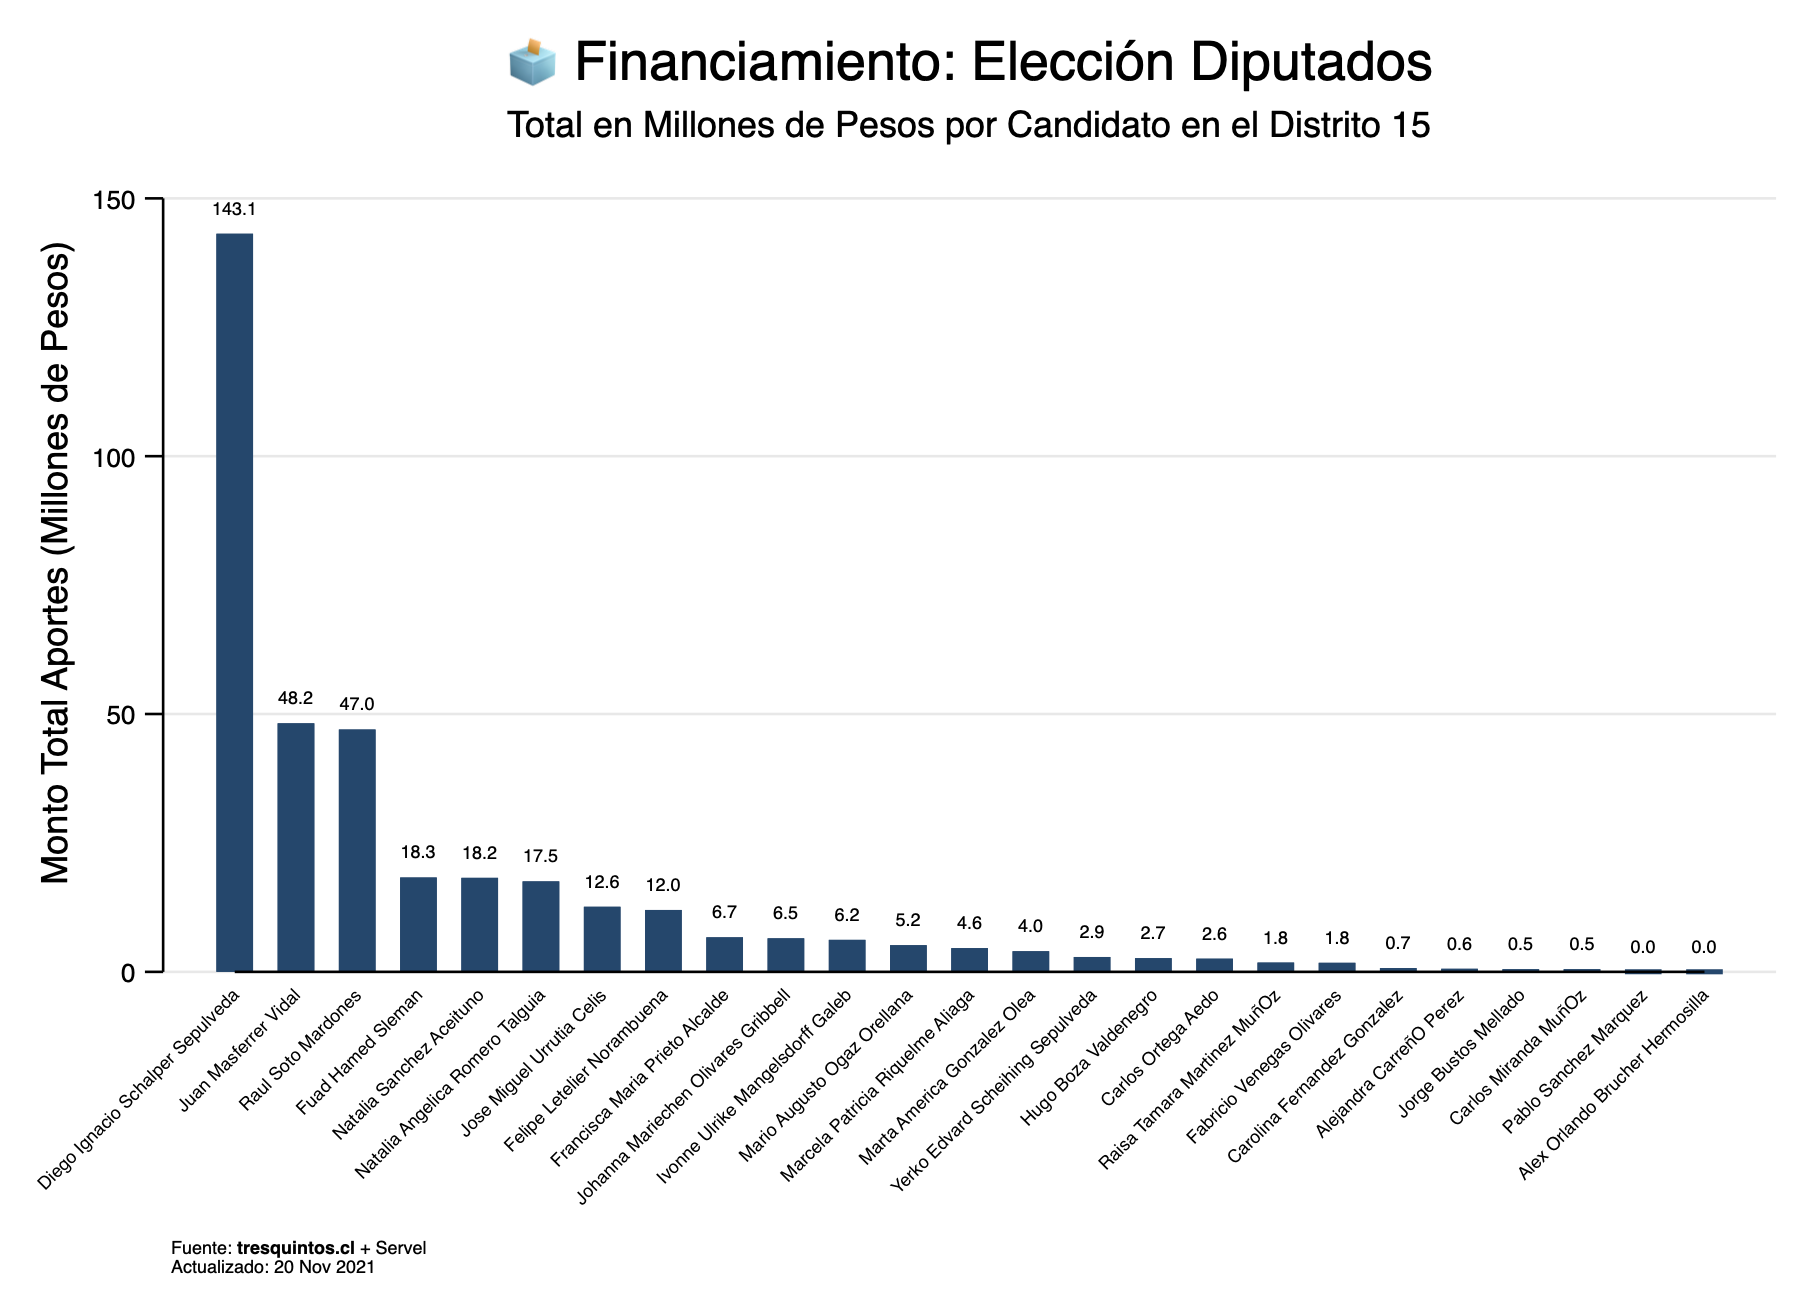 Financiamiento: Elección Diputados
Total en Millones de Pesos por Candidato en el Distrito 15
Monto Total Aportes (Millones de Pesos)
150
100
50
0
143.1
48.2
47.0
18.3
18.2
17.5
12.6
12.0
6.7
6.5
6.2
5.2
4.6
4.0
2.9
2.7
2.6
1.8
1.8
0.7
0.6
0.5
0.5
0.0
0.0
Diego Ignacio Schalper Sepulveda
Juan Masferrer Vidal
Raul Soto Mardones
Fuad Hamed Sleman
Natalia Sanchez Aceituno
Natalia Angelica Romero Talguia
Jose Miguel Urrutia Celis
Felipe Letelier Norambuena
Francisca Maria Prieto Alcalde
Johanna Mariechen Olivares Gribbell
Ivonne Ulrike Mangelsdorff Galeb
Mario Augusto Ogaz Orellana
Marcela Patricia Riquelme Aliaga
Marta America Gonzalez Olea
Yerko Edvard Scheihing Sepulveda
Hugo Boza Valdenegro
Carlos Ortega Aedo
Raisa Tamara Martinez MuñOz
Fabricio Venegas Olivares
Carolina Fernandez Gonzalez
Alejandra CarreñO Perez
Jorge Bustos Mellado
Carlos Miranda MuñOz
Pablo Sanchez Marquez
Alex Orlando Brucher Hermosilla
Fuente: tresquintos.cl + Servel
Actualizado: 20 Nov 2021